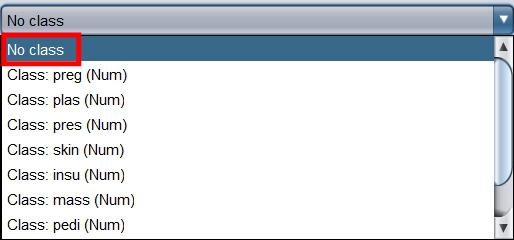 No class
No class
Class: preg (Num)
Class: plas (Num)
Class: pres (Num)
Class: skin (Num)
Class: insu (Num)
Class: mass (Num)
Class: pedi (Num)